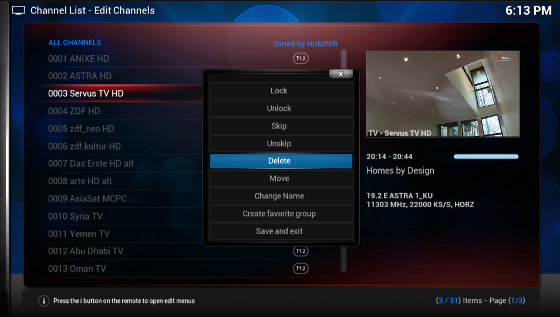 Channel List - Edit Channels
6:13 PM
ALL CHANNELS
Sorted by NUMBER
0001 ANIXE HD
T1,2
0002 ASTRA HD
0003 Servus TV HD
0004 ZDF HD
0005 zdf_neo HD
0006 zdf.kultur HD
0007 Das Erste HD alt
0008 arte HD alt
0009 AsiaSat MCPC
0010 Syria TV
0011 Yemen TV
0012 Abu Dhabi TV
T1,2
0013 Oman TV
T1,2
Lock
Unlock
Skip
Unskip
Delete
Move
Change Name
Create favorite group
Save and exit
TV - Servus TV HD
20:14 - 20:44
Homes by Design
19.2 E ASTRA 1_KU
11303 MHz, 22000 KS/S, HORZ
Press the i button on the remote to open edit menus
(3 / 31) Items - Page (1/3)